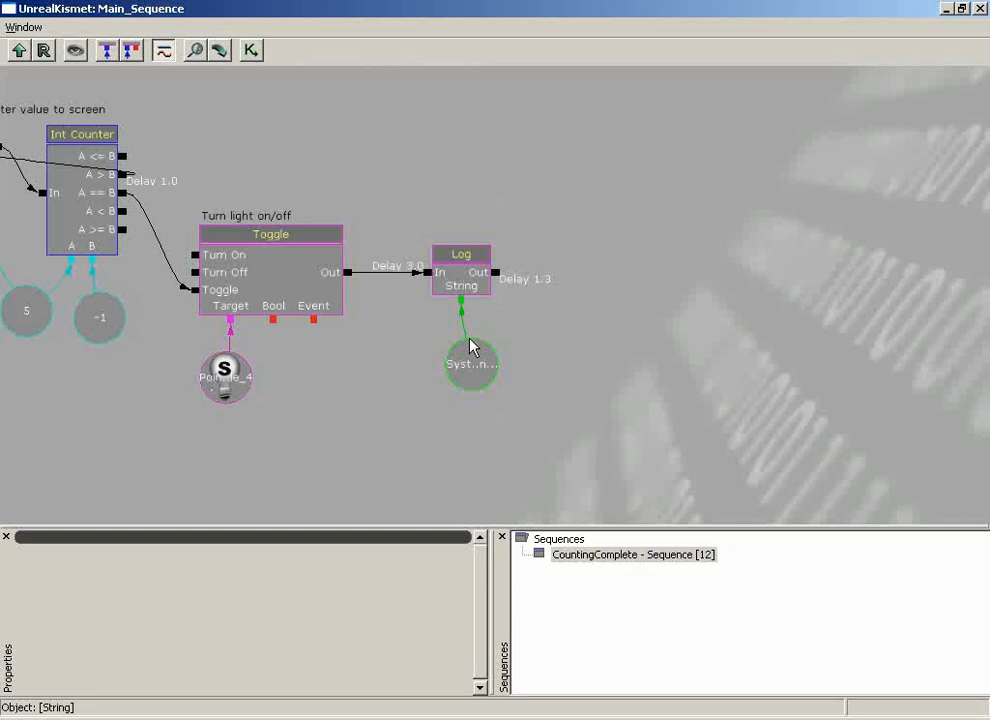 UnrealKismet: Main_Sequence
Window
ter value to screen
Int Counter
A <= B
A > B
Delay 1.0
In A == B
A < B
A >= B
A B
5
-1
Turn light on/off
Toggle
Turn On
Turn Off Out
Toggle
Target Bool Event
S
Delay 3.0
Log
In Out
Delay 1.3
String
Syst..n...
Properties
Sequences
Sequences
CountingComplete - Sequence [12]
Object: [String]